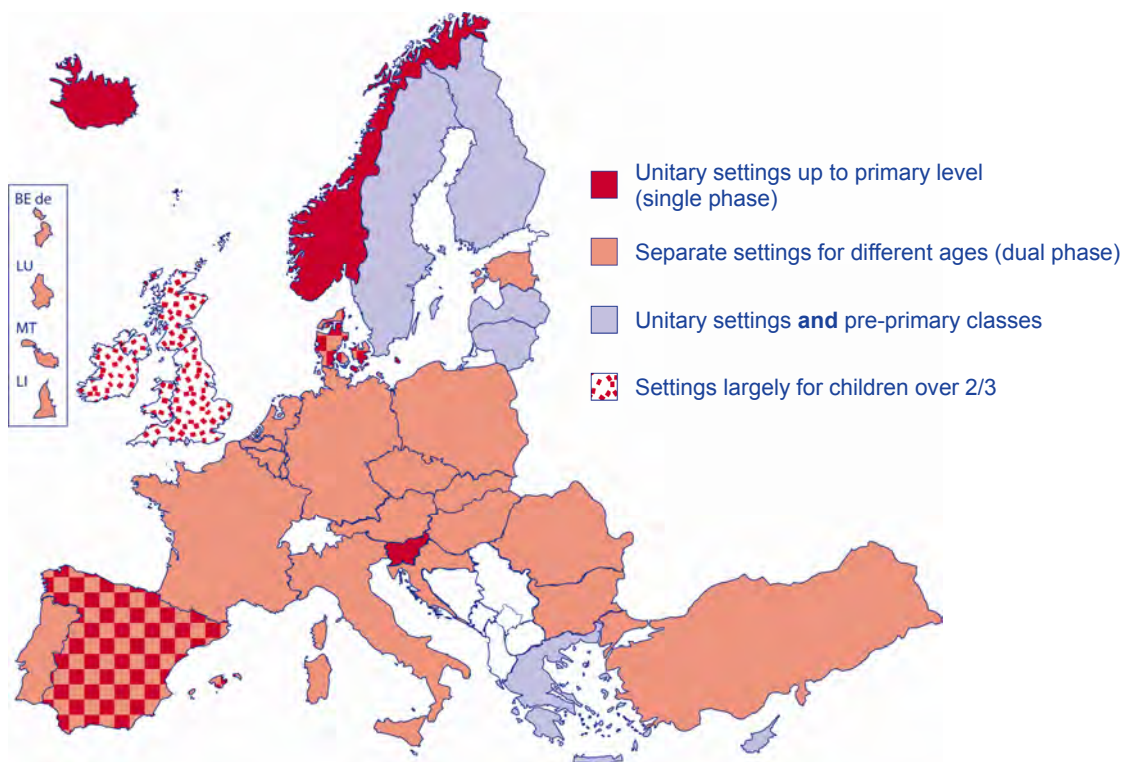 BE de
LU
MT
LI
Unitary settings up to primary level
(single phase)
Separate settings for different ages (dual phase)
Unitary settings and pre-primary classes
Settings largely for children over 2/3